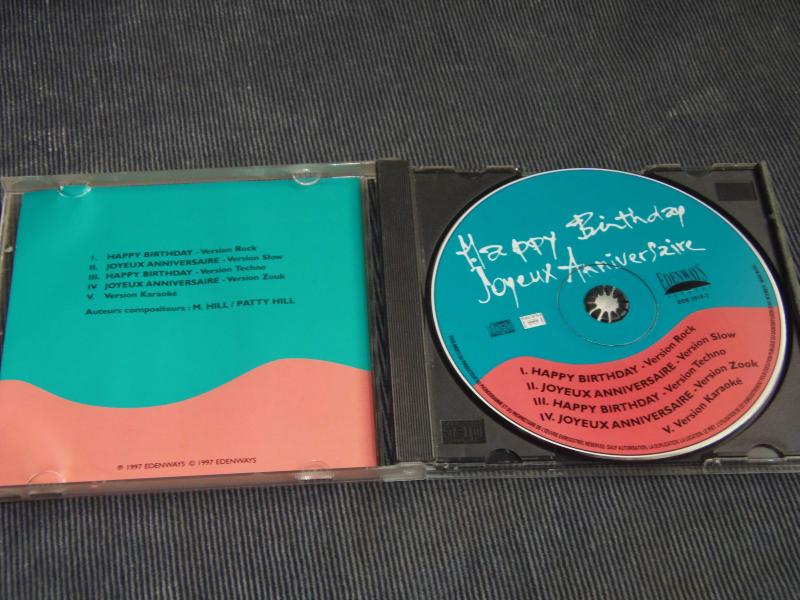 I. HAPPY BIRTHDAY - Version Rock
II. JOYEUX ANNIVERSAIRE - Version Slow
III. HAPPY BIRTHDAY - Version Techno
IV JOYEUX ANNIVERSAIRE - Version Zouk
V. Version Karaoké
Auteurs compositeurs : M. HILL / PATTY HILL
℗ 1997 EDENWAYS © 1997 EDENWAYS
Happy Birthday
Joyeux Anniversaire
EDENWAYS
RECORDS
I. HAPPY BIRTHDAY - Version Rock
II. JOYEUX ANNIVERSAIRE - Version Slow
III. HAPPY BIRTHDAY - Version Techno
IV. JOYEUX ANNIVERSAIRE - Version Zook
V. Version Karaoké